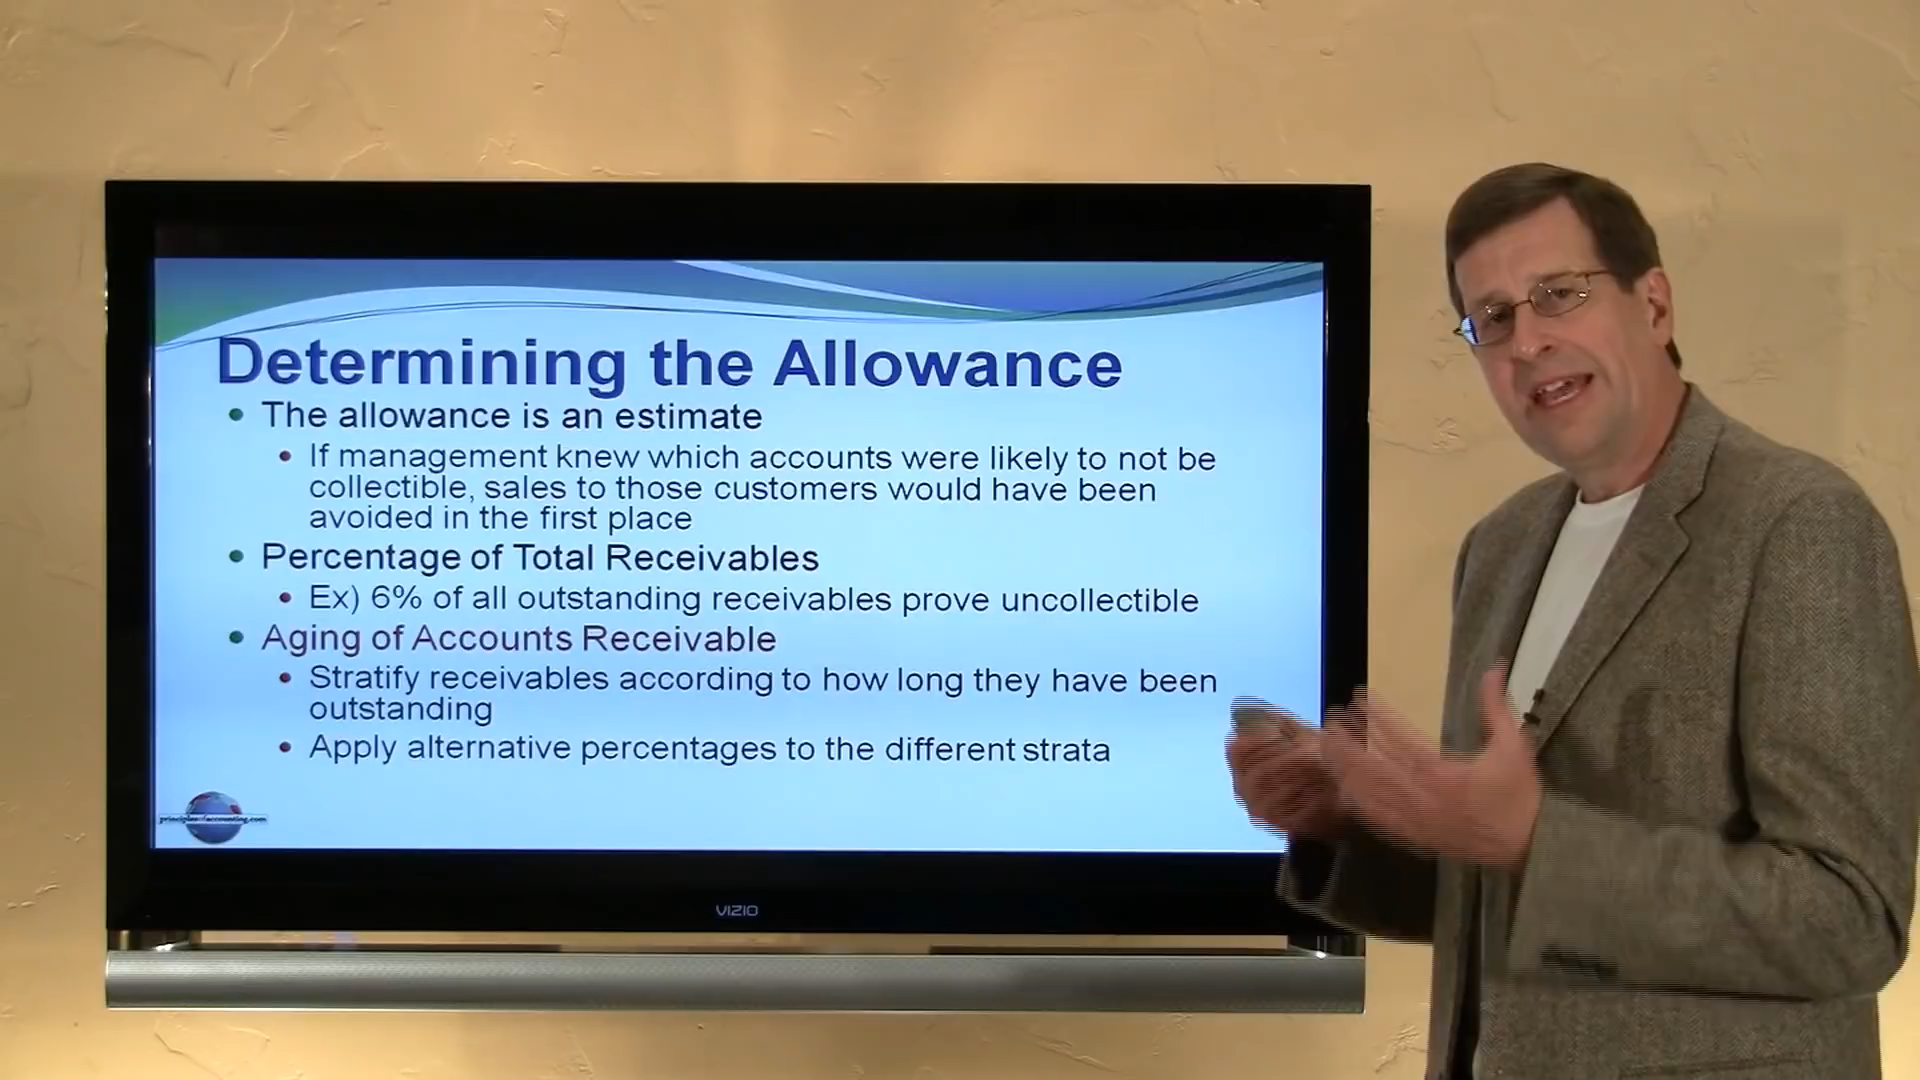 Determining the Allowance
• The allowance is an estimate
• If management knew which accounts were likely to not be
collectible, sales to those customers would have been
avoided in the first place
• Percentage of Total Receivables
• Ex) 6% of all outstanding receivables prove uncollectible
• Aging of Accounts Receivable
• Stratify receivables according to how long they have been
outstanding
• Apply alternative percentages to the different strata
principlesofaccounting.com
VIZIO